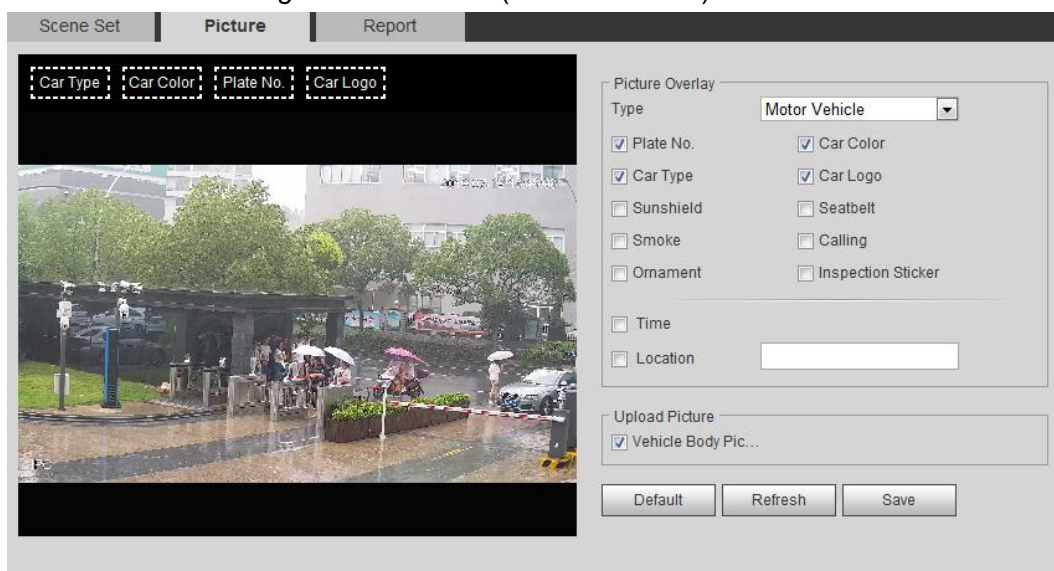 Scene Set Picture Report
Car Type Car Color Plate No. Car Logo
IPC
Picture Overlay
Type Motor Vehicle
Plate No. Car Color
Car Type Car Logo
Sunshield Seatbelt
Smoke Calling
Ornament Inspection Sticker
Time
Location
Upload Picture
Vehicle Body Pic...
Default Refresh Save